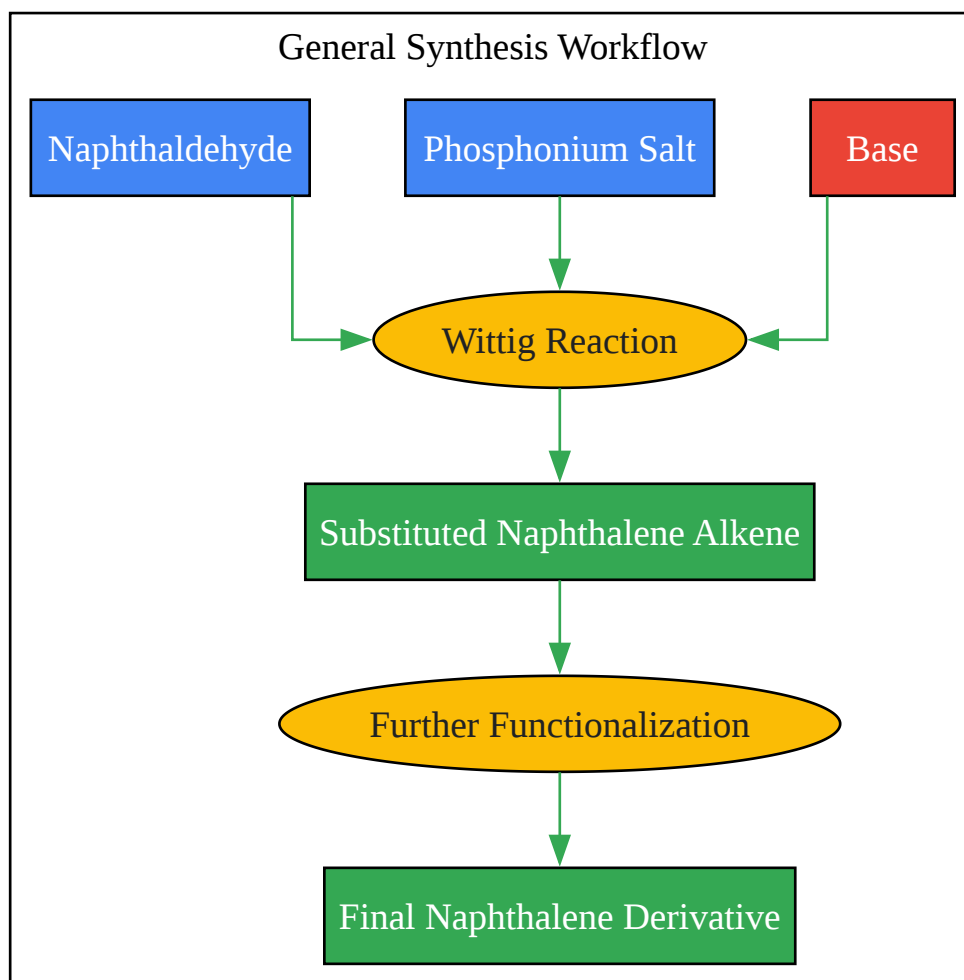 General Synthesis Workflow
Naphthaldehyde
Phosphonium Salt
Base
Wittig Reaction
Substituted Naphthalene Alkene
Further Functionalization
Final Naphthalene Derivative